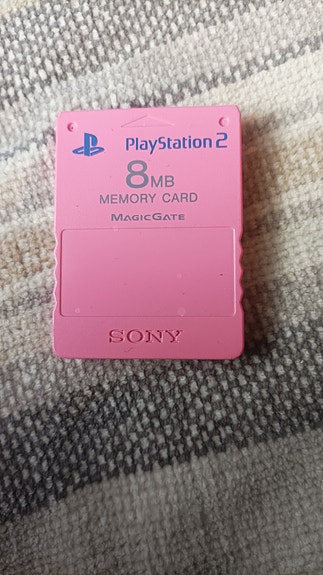 PlayStation 2
8MB
MEMORY CARD
MAGICGATE
SONY